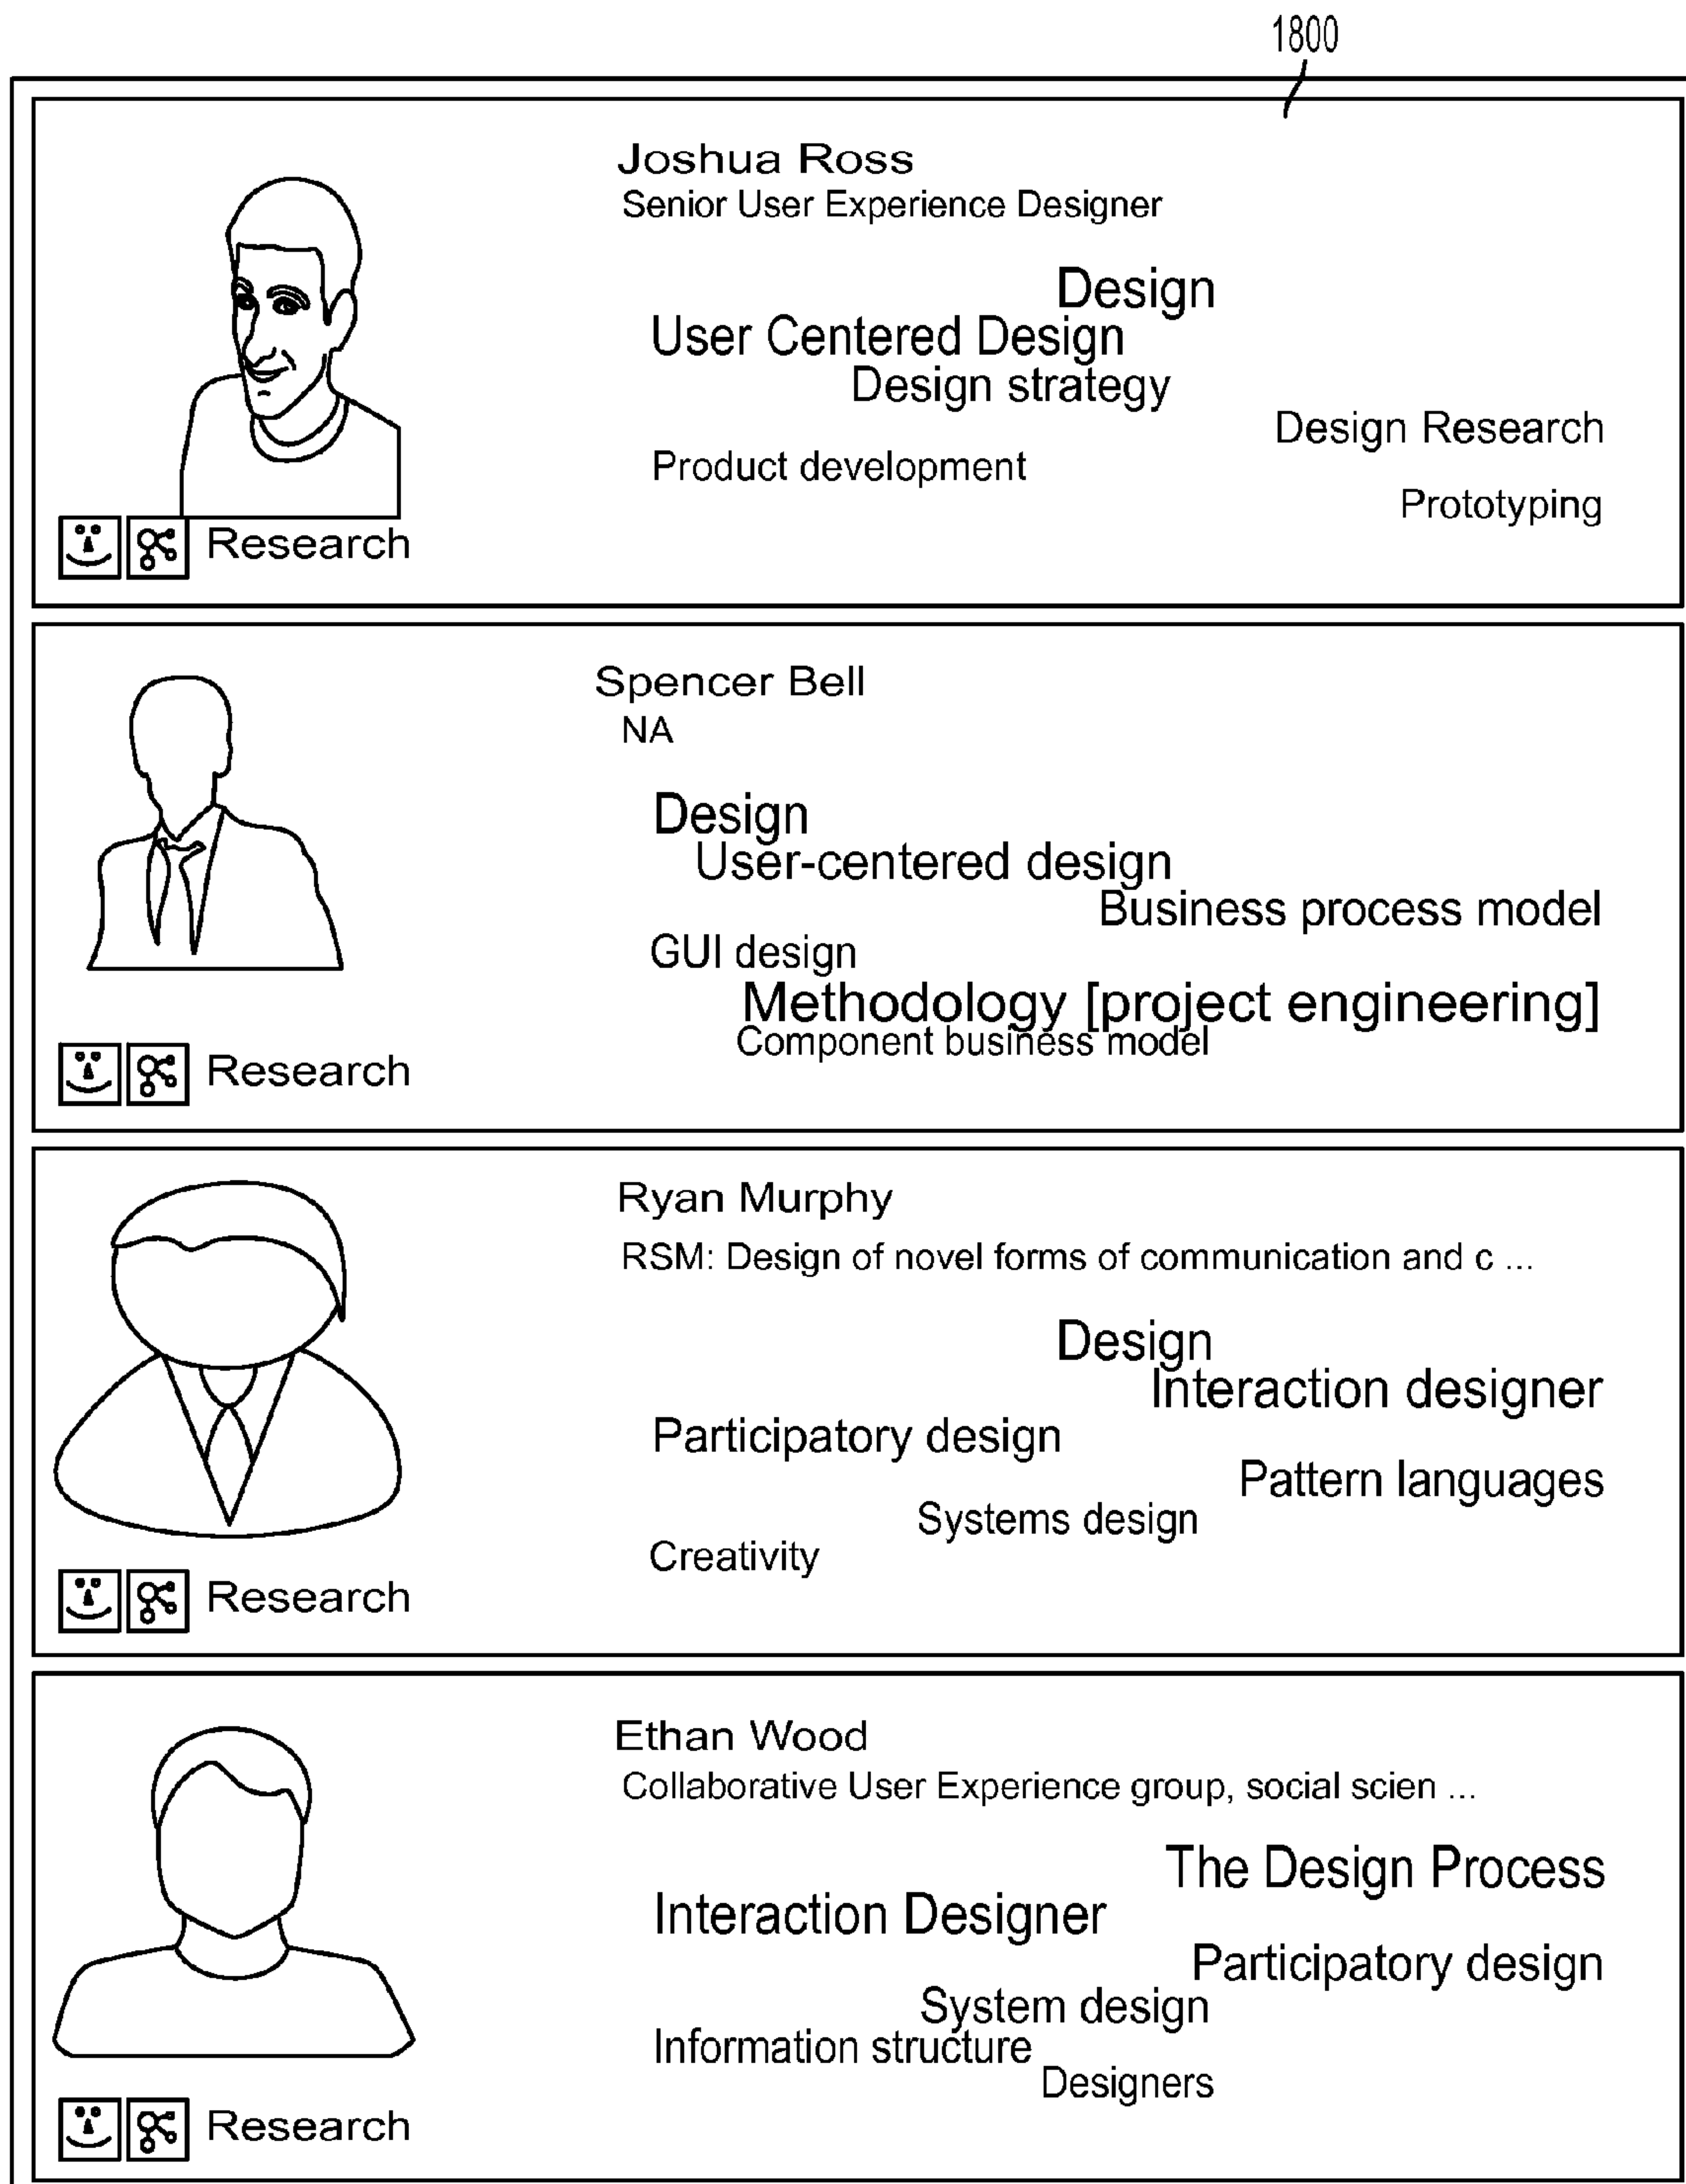 1800
Joshua Ross
Senior User Experience Designer
Design
User Centered Design
Design strategy
Design Research
Product development
Prototyping
Research
Spencer Bell
NA
Design
User-centered design
Business process model
GUI design
Methodology [project engineering]
Component business model
Research
Ryan Murphy
RSM: Design of novel forms of communication and c ...
Design
Interaction designer
Participatory design
Pattern languages
Systems design
Creativity
Research
Ethan Wood
Collaborative User Experience group, social scien ...
The Design Process
Interaction Designer
Participatory design
System design
Information structure
Designers
Research